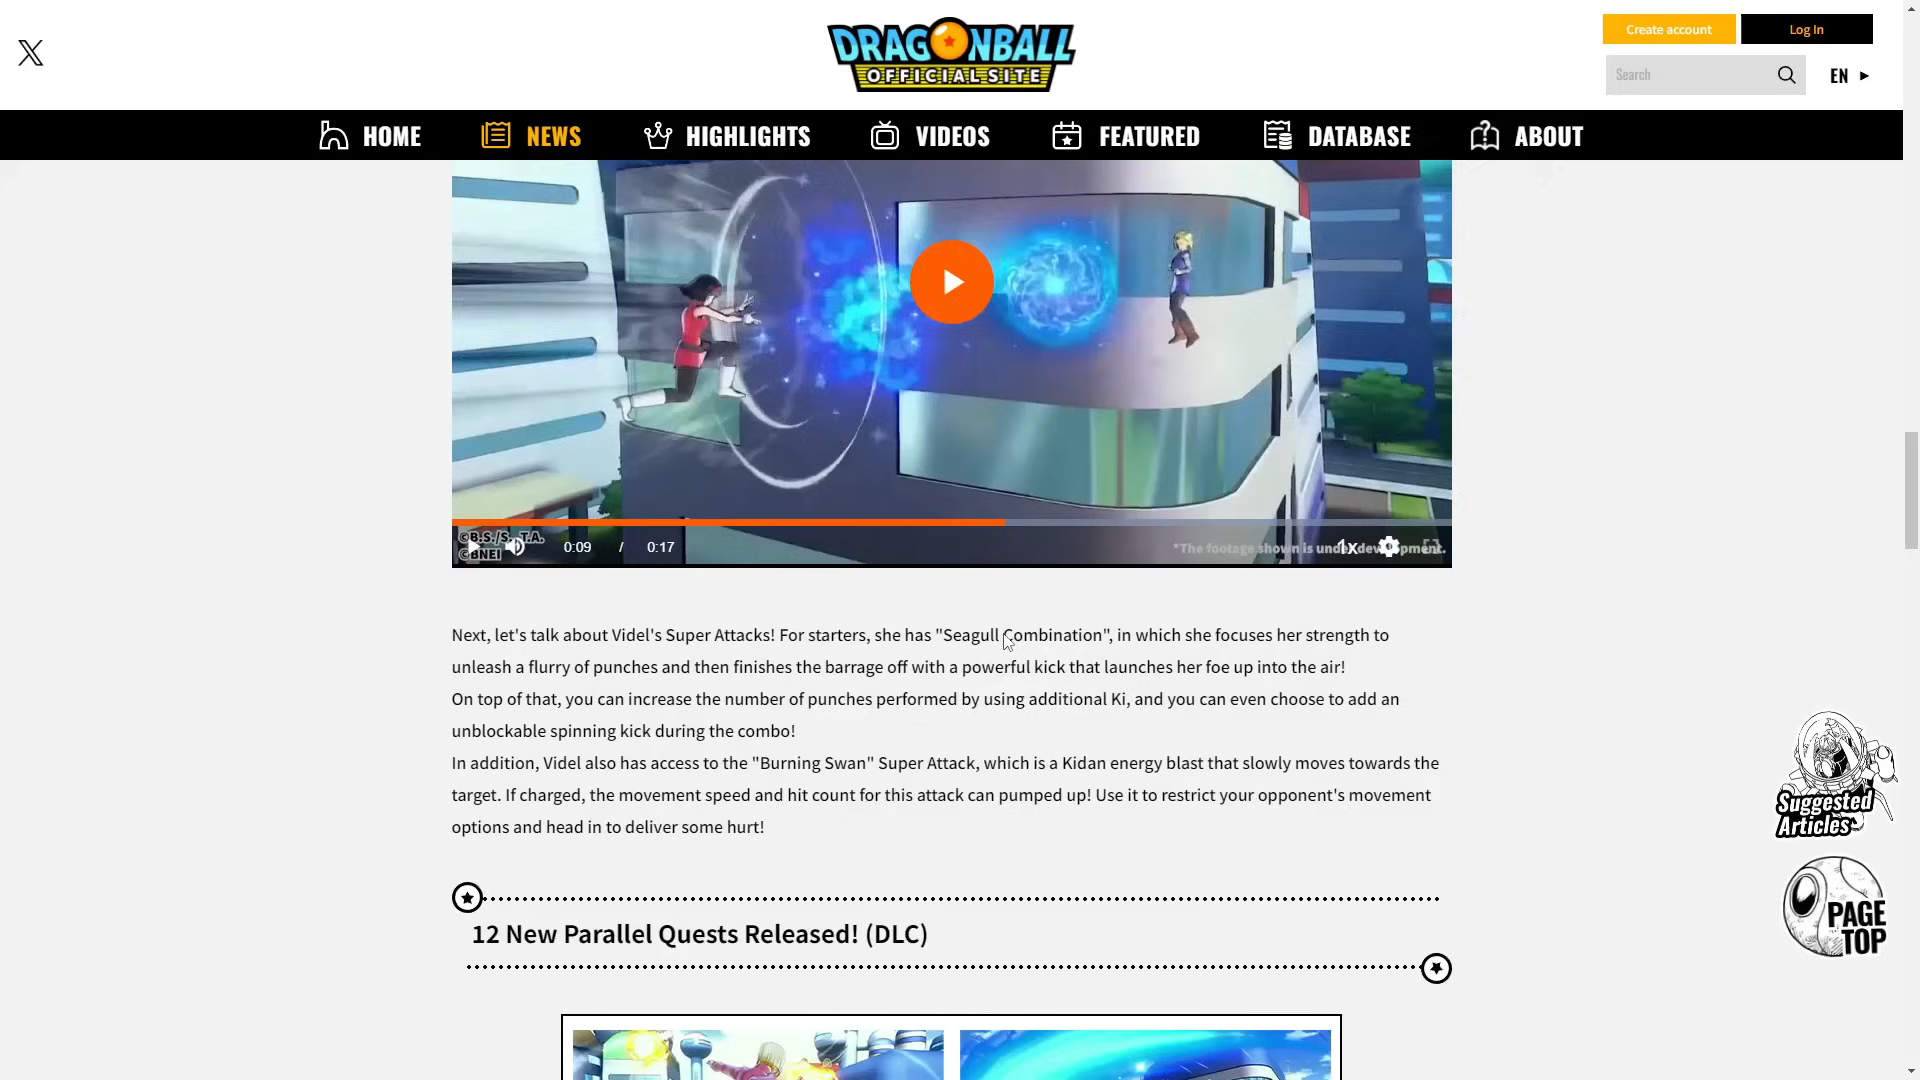 DRAGONBALL
OFFICIAL SITE
Create account
Log In
Search
EN ►
HOME
NEWS
HIGHLIGHTS
VIDEOS
FEATURED
DATABASE
ABOUT
©B.S./S., T.A.
©BNEI
0:09 / 0:17
*The footage shown is under development.
1x
Next, let's talk about Videl's Super Attacks! For starters, she has "Seagull Combination", in which she focuses her strength to
unleash a flurry of punches and then finishes the barrage off with a powerful kick that launches her foe up into the air!
On top of that, you can increase the number of punches performed by using additional Ki, and you can even choose to add an
unblockable spinning kick during the combo!
In addition, Videl also has access to the "Burning Swan" Super Attack, which is a Kidan energy blast that slowly moves towards the
target. If charged, the movement speed and hit count for this attack can pumped up! Use it to restrict your opponent's movement
options and head in to deliver some hurt!
Suggested
Articles
PAGE
TOP
12 New Parallel Quests Released! (DLC)